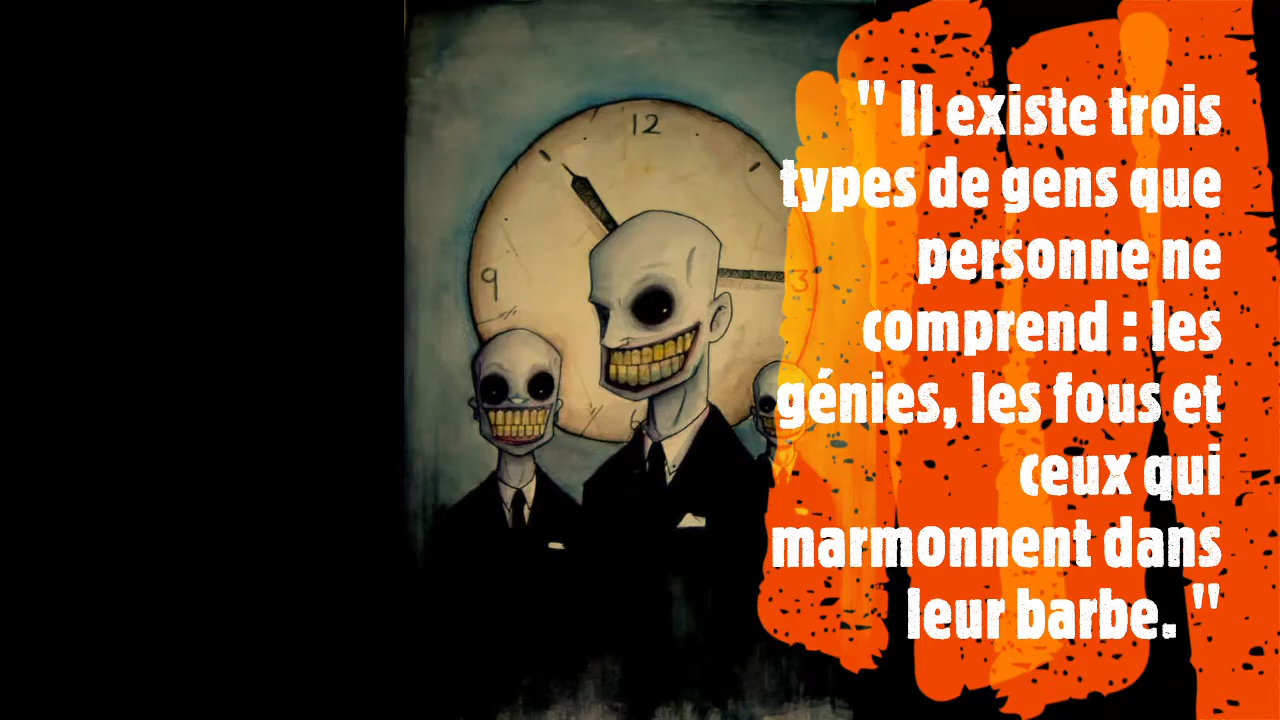 12
9
3
6
" Il existe trois
types de gens que
personne ne
comprend : les
génies, les fous et
ceux qui
marmonnent dans
leur barbe. "